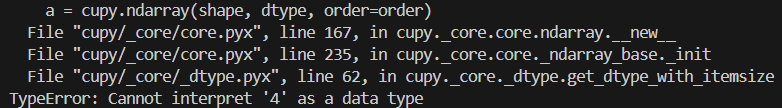 a = cupy.ndarray(shape, dtype, order=order)
File "cupy/_core/core.pyx", line 167, in cupy._core.core.ndarray.__new__
File "cupy/_core/core.pyx", line 235, in cupy._core.core._ndarray_base._init
File "cupy/_core/_dtype.pyx", line 62, in cupy._core._dtype.get_dtype_with_itemsize
TypeError: Cannot interpret '4' as a data type